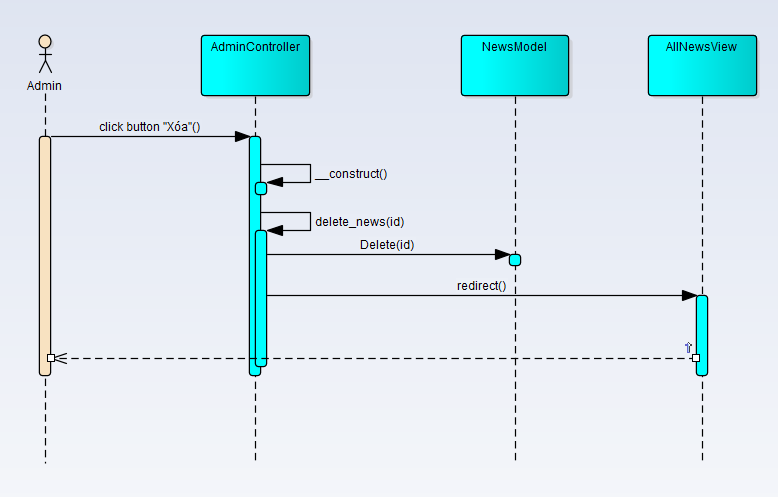 AdminController
NewsModel
AllNewsView
Admin
click button "Xóa"()
__construct()
delete_news(id)
Delete(id)
redirect()